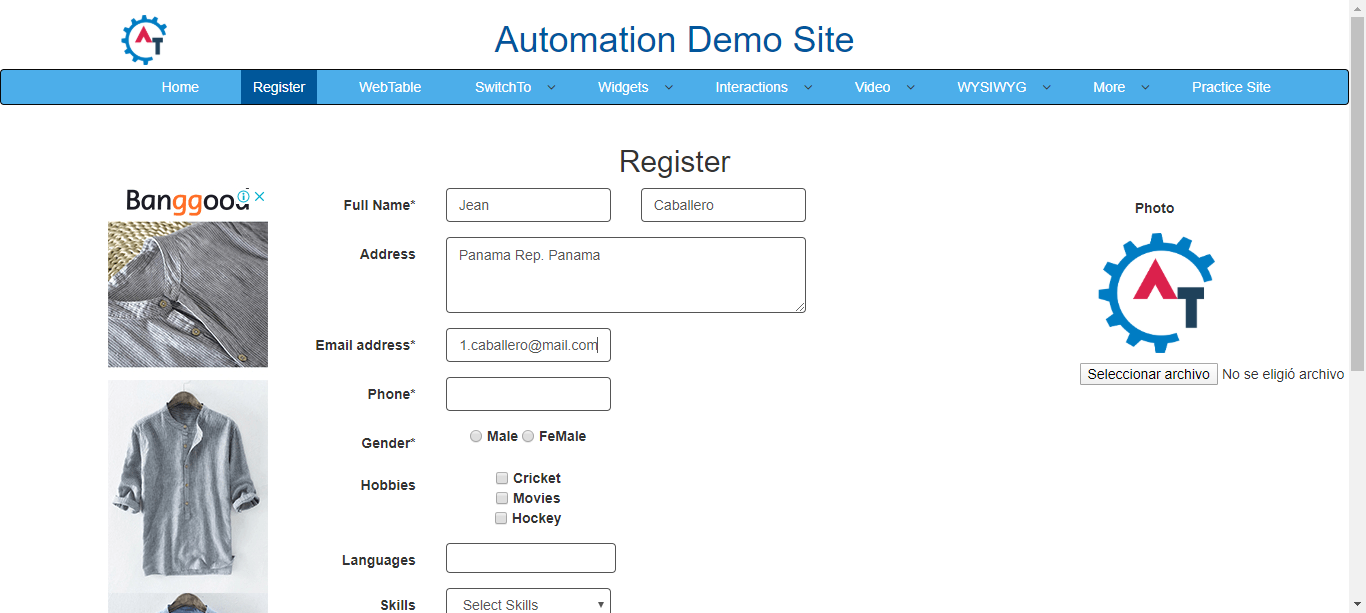 Automation Demo Site
Home Register WebTable SwitchTo Widgets Interactions Video WYSIWYG More Practice Site
Register
Banggood
Full Name* Jean Caballero
Photo
Address Panama Rep. Panama
Email address* 1.caballero@mail.com
Seleccionar archivo No se eligió archivo
Phone*
Gender* Male FeMale
Hobbies Cricket
Movies
Hockey
Languages
Skills Select Skills